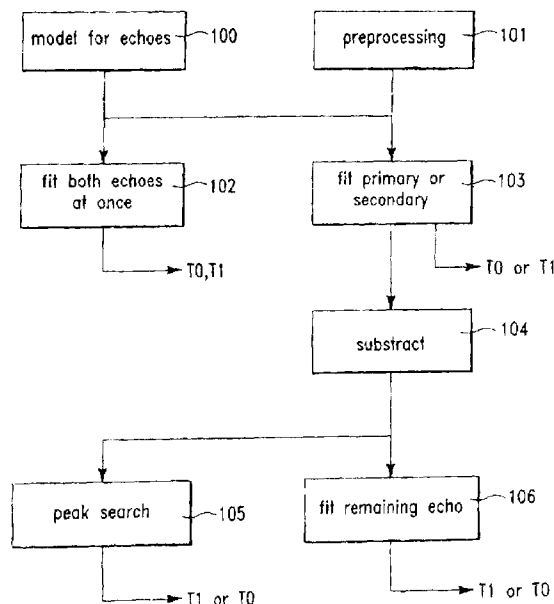 model for echoes
100
preprocessing
101
fit both echoes
at once
102
fit primary or
secondary
103
T0,T1
T0 or T1
substract
104
peak search
105
fit remaining echo
106
T1 or T0
T1 or T0